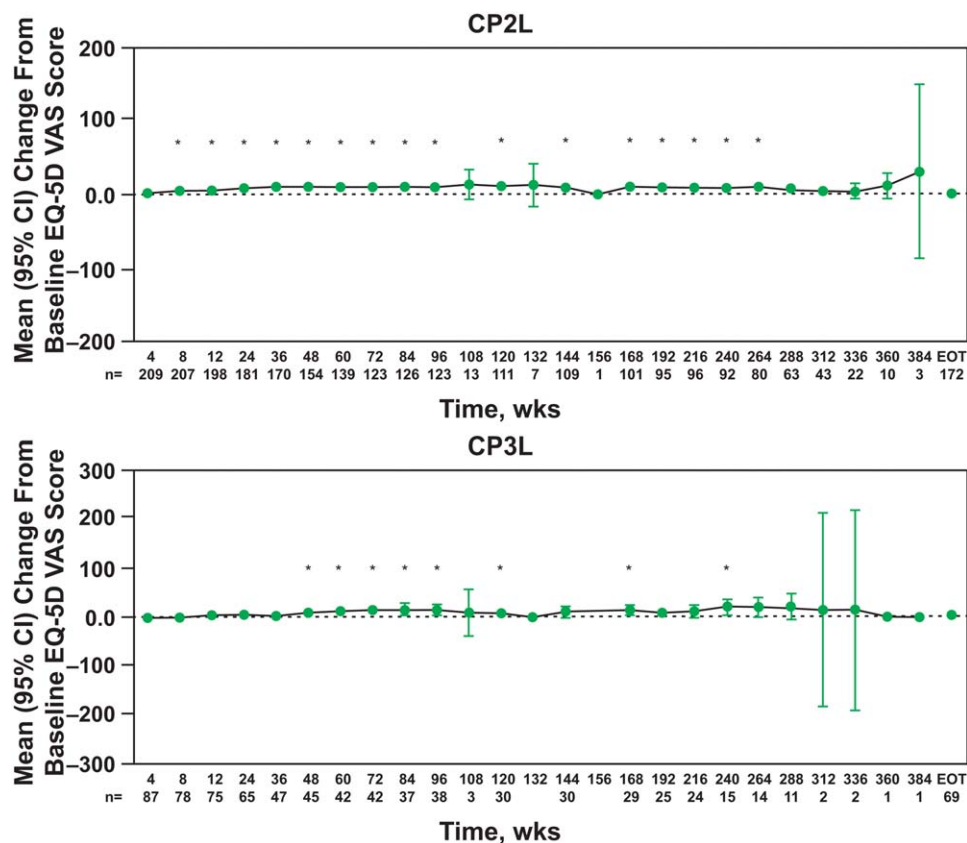 CP2L
Mean (95% CI) Change From
Baseline EQ-5D VAS Score
200
100
0.0
–100
–200
* * * * * * * * * * * * * * * *
4 8 12 24 36 48 60 72 84 96 108 120 132 144 156 168 192 216 240 264 288 312 336 360 384 EOT
n= 209 207 198 181 170 154 139 123 126 123 13 111 7 109 1 101 95 96 92 80 63 43 22 10 3 172
Time, wks
CP3L
Mean (95% CI) Change From
Baseline EQ-5D VAS Score
300
200
100
0.0
–100
–200
–300
* * * * * * * *
4 8 12 24 36 48 60 72 84 96 108 120 132 144 156 168 192 216 240 264 288 312 336 360 384 EOT
n= 87 78 75 65 47 45 42 42 37 38 3 30 30 29 25 24 15 14 11 2 2 1 1 69
Time, wks